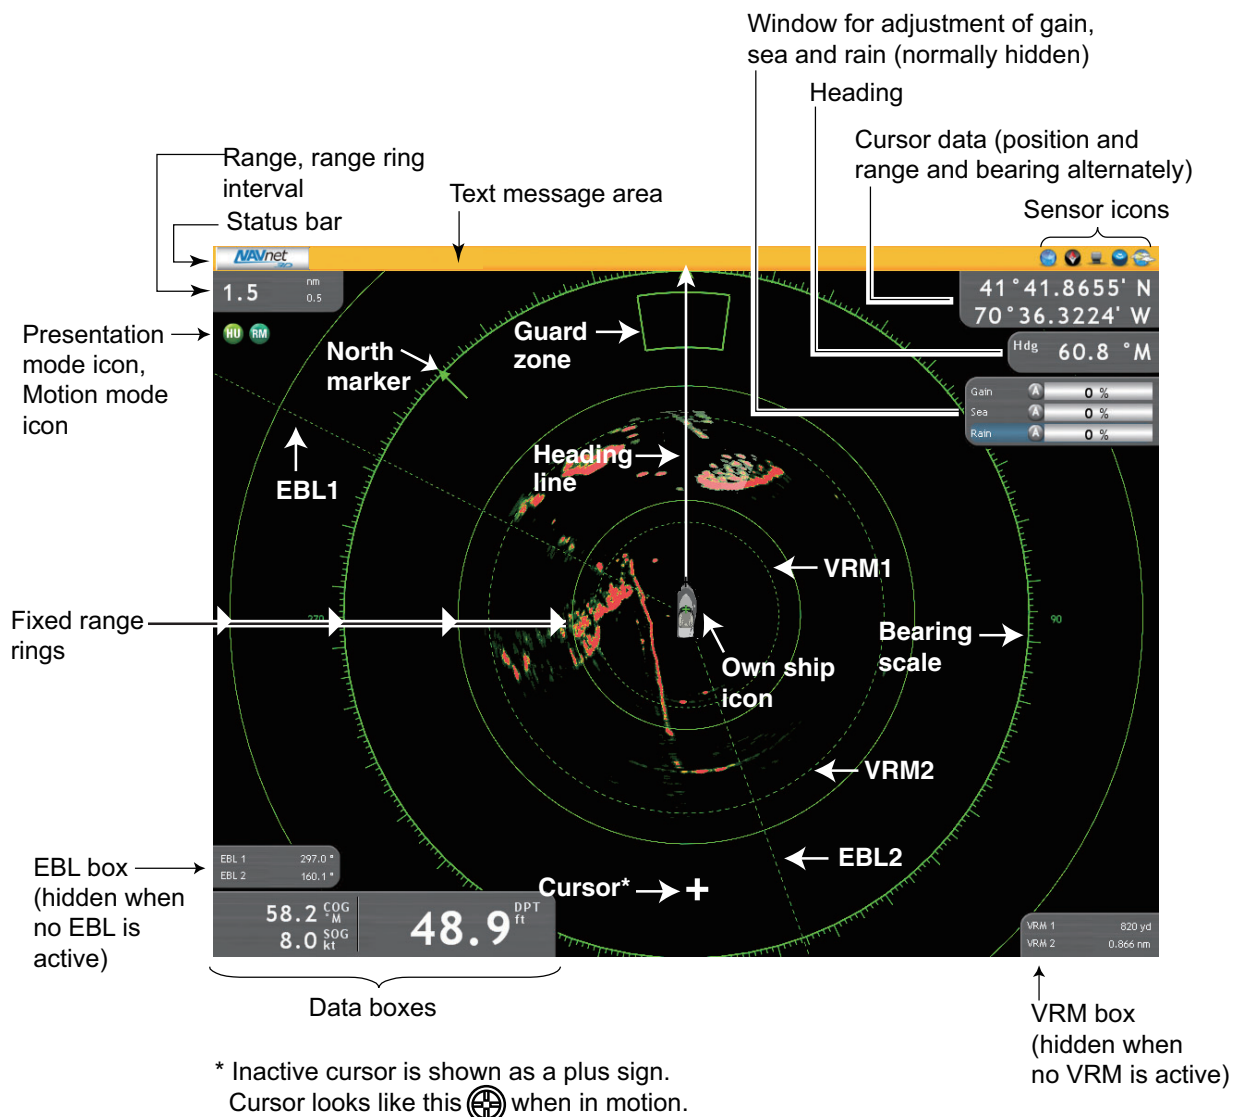 Window for adjustment of gain,
sea and rain (normally hidden)
Heading
Cursor data (position and
range and bearing alternately)
Sensor icons
Range, range ring
interval
Status bar
Text message area
NAVnet
3D
1.5
nm
0.5
41°41.8655' N
70°36.3224' W
Hdg 60.8 °M
Gain A 0 %
Sea A 0 %
Rain A 0 %
HU RM
Presentation
mode icon,
Motion mode
icon
North
marker
Guard
zone
EBL1
Heading
line
VRM1
Fixed range
rings
270
90
Bearing
scale
Own ship
icon
VRM2
EBL2
Cursor*
EBL box
(hidden when
no EBL is
active)
EBL 1 297.0 °
EBL 2 160.1 °
58.2 COG °M
8.0 SOG kt
48.9 DPT ft
VRM 1 820 yd
VRM 2 0.866 nm
Data boxes
VRM box
(hidden when
no VRM is active)
* Inactive cursor is shown as a plus sign.
Cursor looks like this when in motion.